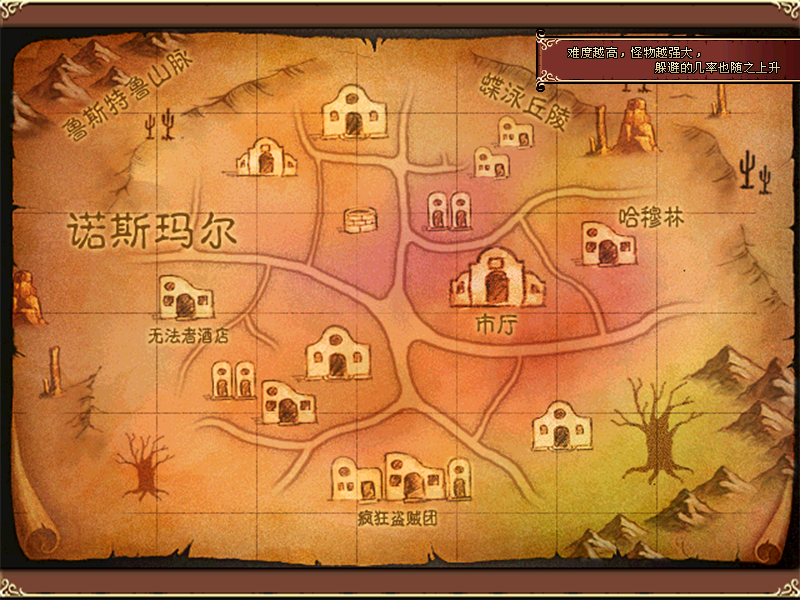 难度越高，怪物越强大，
躲避的几率也随之上升
鲁斯特鲁山脉
蝶泳丘陵
诺斯玛尔
哈穆林
市厅
无法者酒店
疯狂盗贼团